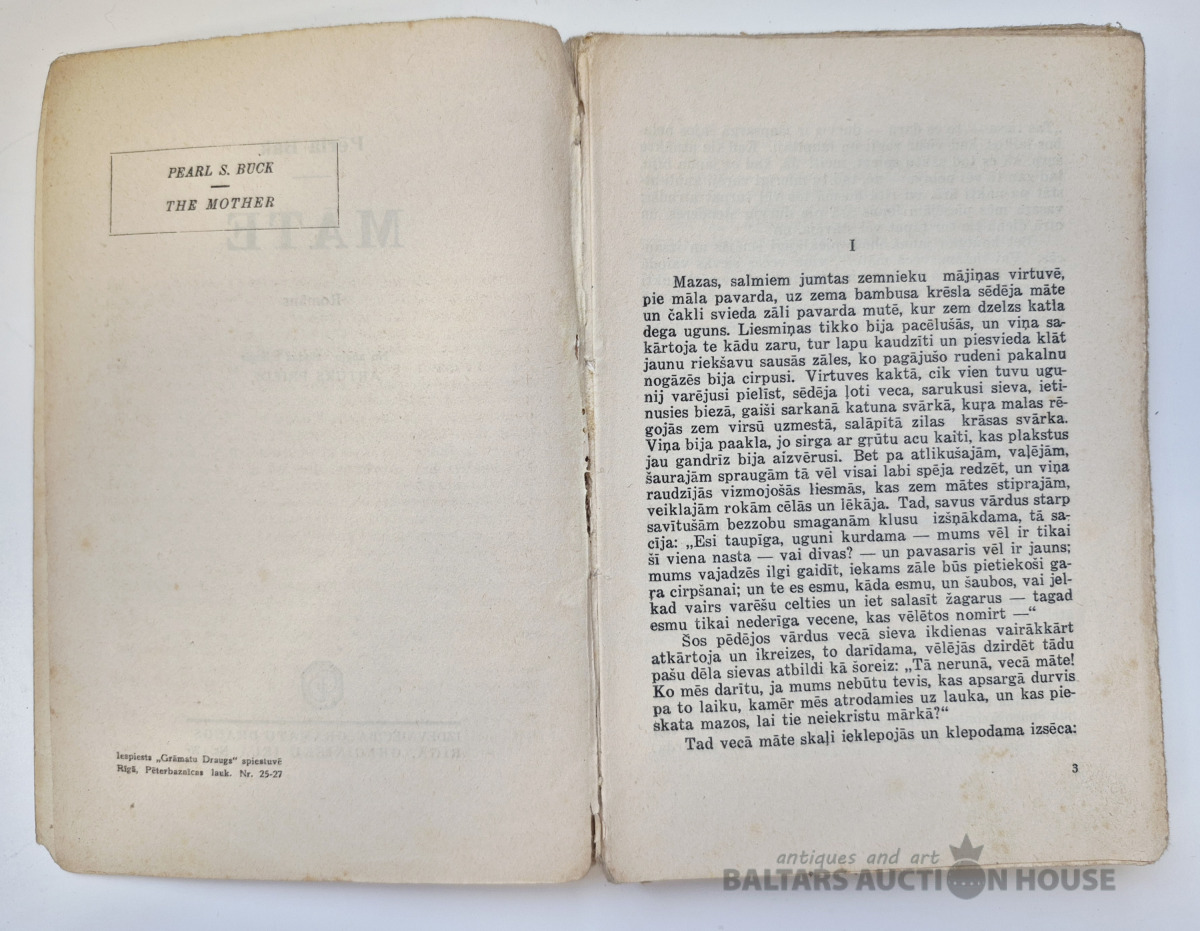 PEARL S. BUCK
THE MOTHER
Iespiests „Grāmatu Draugs“ spiestuvē
Rīgā, Pēterbaznīcas lauk. Nr. 25-27
I
Mazas, salmiem jumtas zemnieku mājiņas virtuvē,
pie māla pavarda, uz zema bambusa krēsla sēdēja māte
un čakli svieda zāli pavarda mutē, kur zem dzelzs katla
dega uguns. Liesmiņas tikko bija pacēlušās, un viņa sa-
kārtoja te kādu zaru, tur lapu kaudzīti un piesvieda klāt
jaunu riekšavu sausās zāles, ko pagājušo rudeni pakalnu
nogāzēs bija cirpusi. Virtuves kaktā, cik vien tuvu ugu-
nij varējusi pielīst, sēdēja ļoti veca, sarukusi sieva, ieti-
nusies biezā, gaiši sarkanā katuna svārkā, kuŗa malas rē-
gojās zem virsū uzmestā, salāpītā zilas krāsas svārka.
Viņa bija paakla, jo sirga ar grūtu acu kaiti, kas plakstus
jau gandrīz bija aizvērusi. Bet pa atlikušajām, vaļējām,
šaurajām spraugām tā vēl visai labi spēja redzēt, un viņa
raudzījās vizmojošās liesmās, kas zem mātes stiprajām,
veiklajām rokām cēlās un lēkāja. Tad, savus vārdus starp
savītušām bezzobu smaganām klusu izšņākdama, tā sa-
cīja: „Esi taupīga, uguni kurdama — mums vēl ir tikai
šī viena nasta — vai divas? — un pavasaris vēl ir jauns;
mums vajadzēs ilgi gaidīt, iekams zāle būs pietiekoši ga-
ŗa cirpšanai; un te es esmu, kāda esmu, un šaubos, vai jel-
kad vairs varēšu celties un iet salasīt žagarus — tagad
esmu tikai nederīga vecene, kas vēlētos nomirt —“
Šos pēdējos vārdus vecā sieva ikdienas vairākkārt
atkārtoja un ikreizes, to darīdama, vēlējās dzirdēt tādu
pašu dēla sievas atbildi kā šoreiz: „Tā nerunā, vecā māte!
Ko mēs darītu, ja mums nebūtu tevis, kas apsargā durvis
pa to laiku, kamēr mēs atrodamies uz lauka, un kas pie-
skata mazos, lai tie neiekristu mārkā?“
Tad vecā māte skaļi ieklepojās un klepodama izsēca:
3
antiques and art
BALTARS AUCTION HOUSE